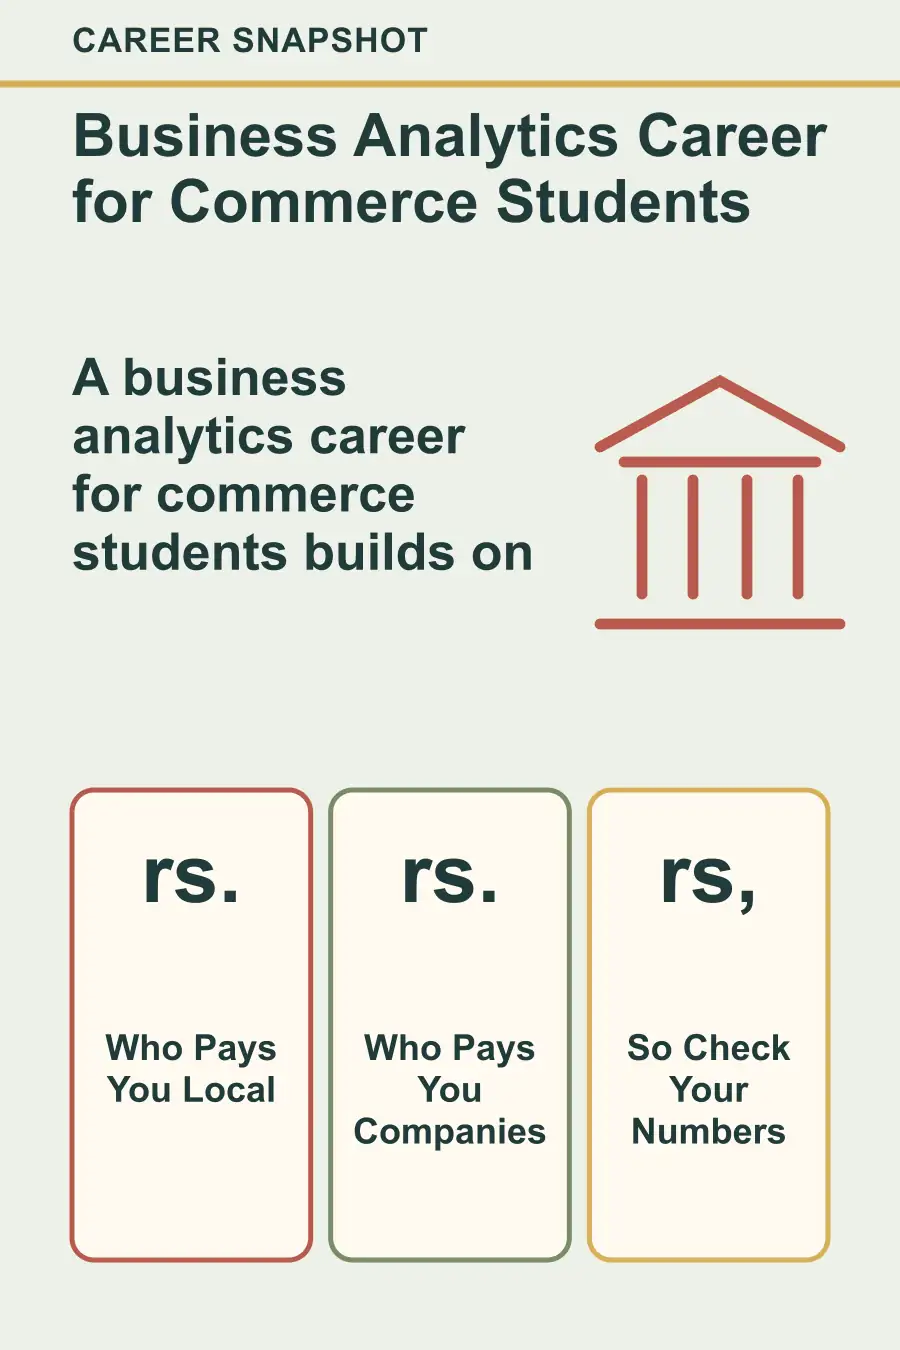 CAREER SNAPSHOT
Business Analytics Career
for Commerce Students
A business
analytics career
for commerce
students builds on
rs.
Who Pays
You Local
rs.
Who Pays
You
Companies
rs,
So Check
Your
Numbers